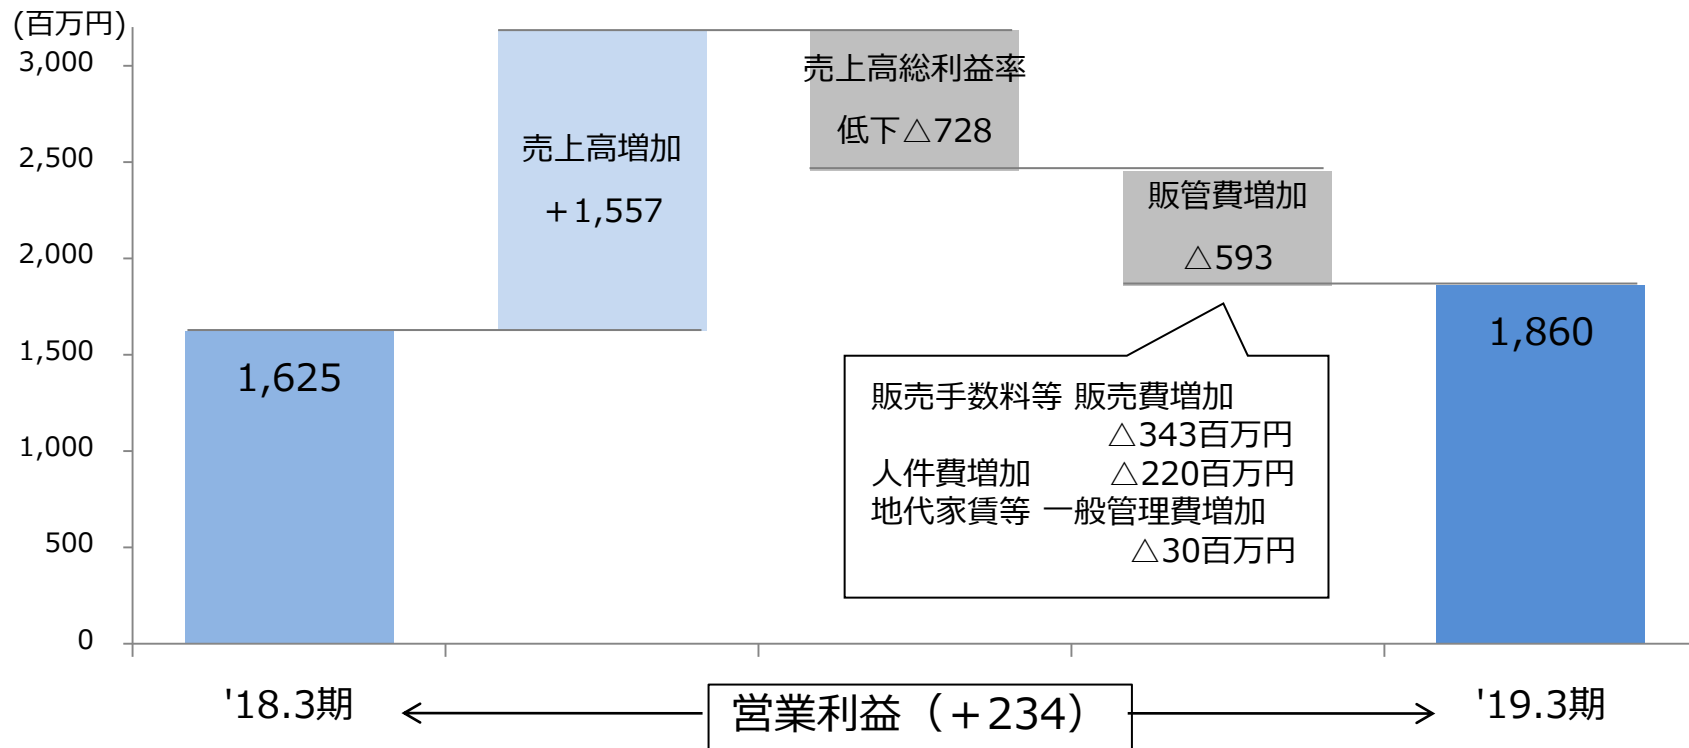 (百万円)
3,000
2,500
2,000
1,500
1,000
500
0
1,625
売上高増加
＋1,557
売上高総利益率
低下△728
販管費増加
△593
販売手数料等 販売費増加
△343百万円
人件費増加 △220百万円
地代家賃等 一般管理費増加
△30百万円
1,860
'18.3期
営業利益（＋234）
'19.3期